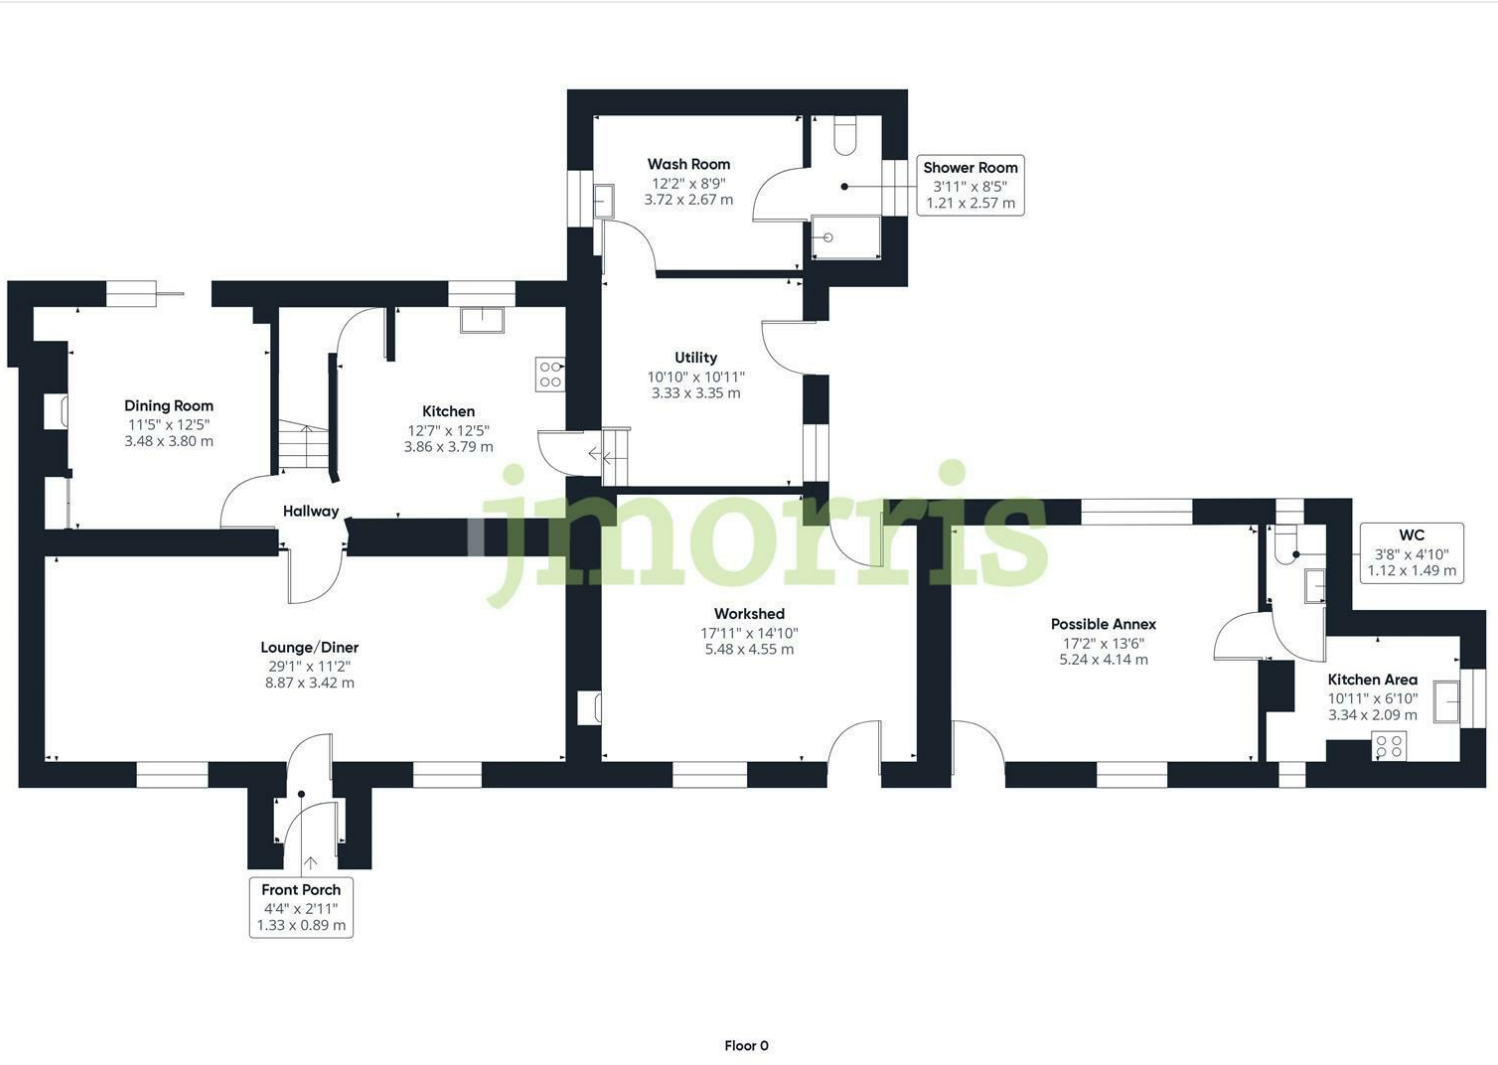 Wash Room
12'2" x 8'9"
3.72 x 2.67 m
Shower Room
3'11" x 8'5"
1.21 x 2.57 m
Utility
10'10" x 10'11"
3.33 x 3.35 m
Dining Room
11'5" x 12'5"
3.48 x 3.80 m
Kitchen
12'7" x 12'5"
3.86 x 3.79 m
Hallway
jmorris
WC
3'8" x 4'10"
1.12 x 1.49 m
Lounge/Diner
29'1" x 11'2"
8.87 x 3.42 m
Workshed
17'11" x 14'10"
5.48 x 4.55 m
Possible Annex
17'2" x 13'6"
5.24 x 4.14 m
Kitchen Area
10'11" x 6'10"
3.34 x 2.09 m
Front Porch
4'4" x 2'11"
1.33 x 0.89 m
Floor 0